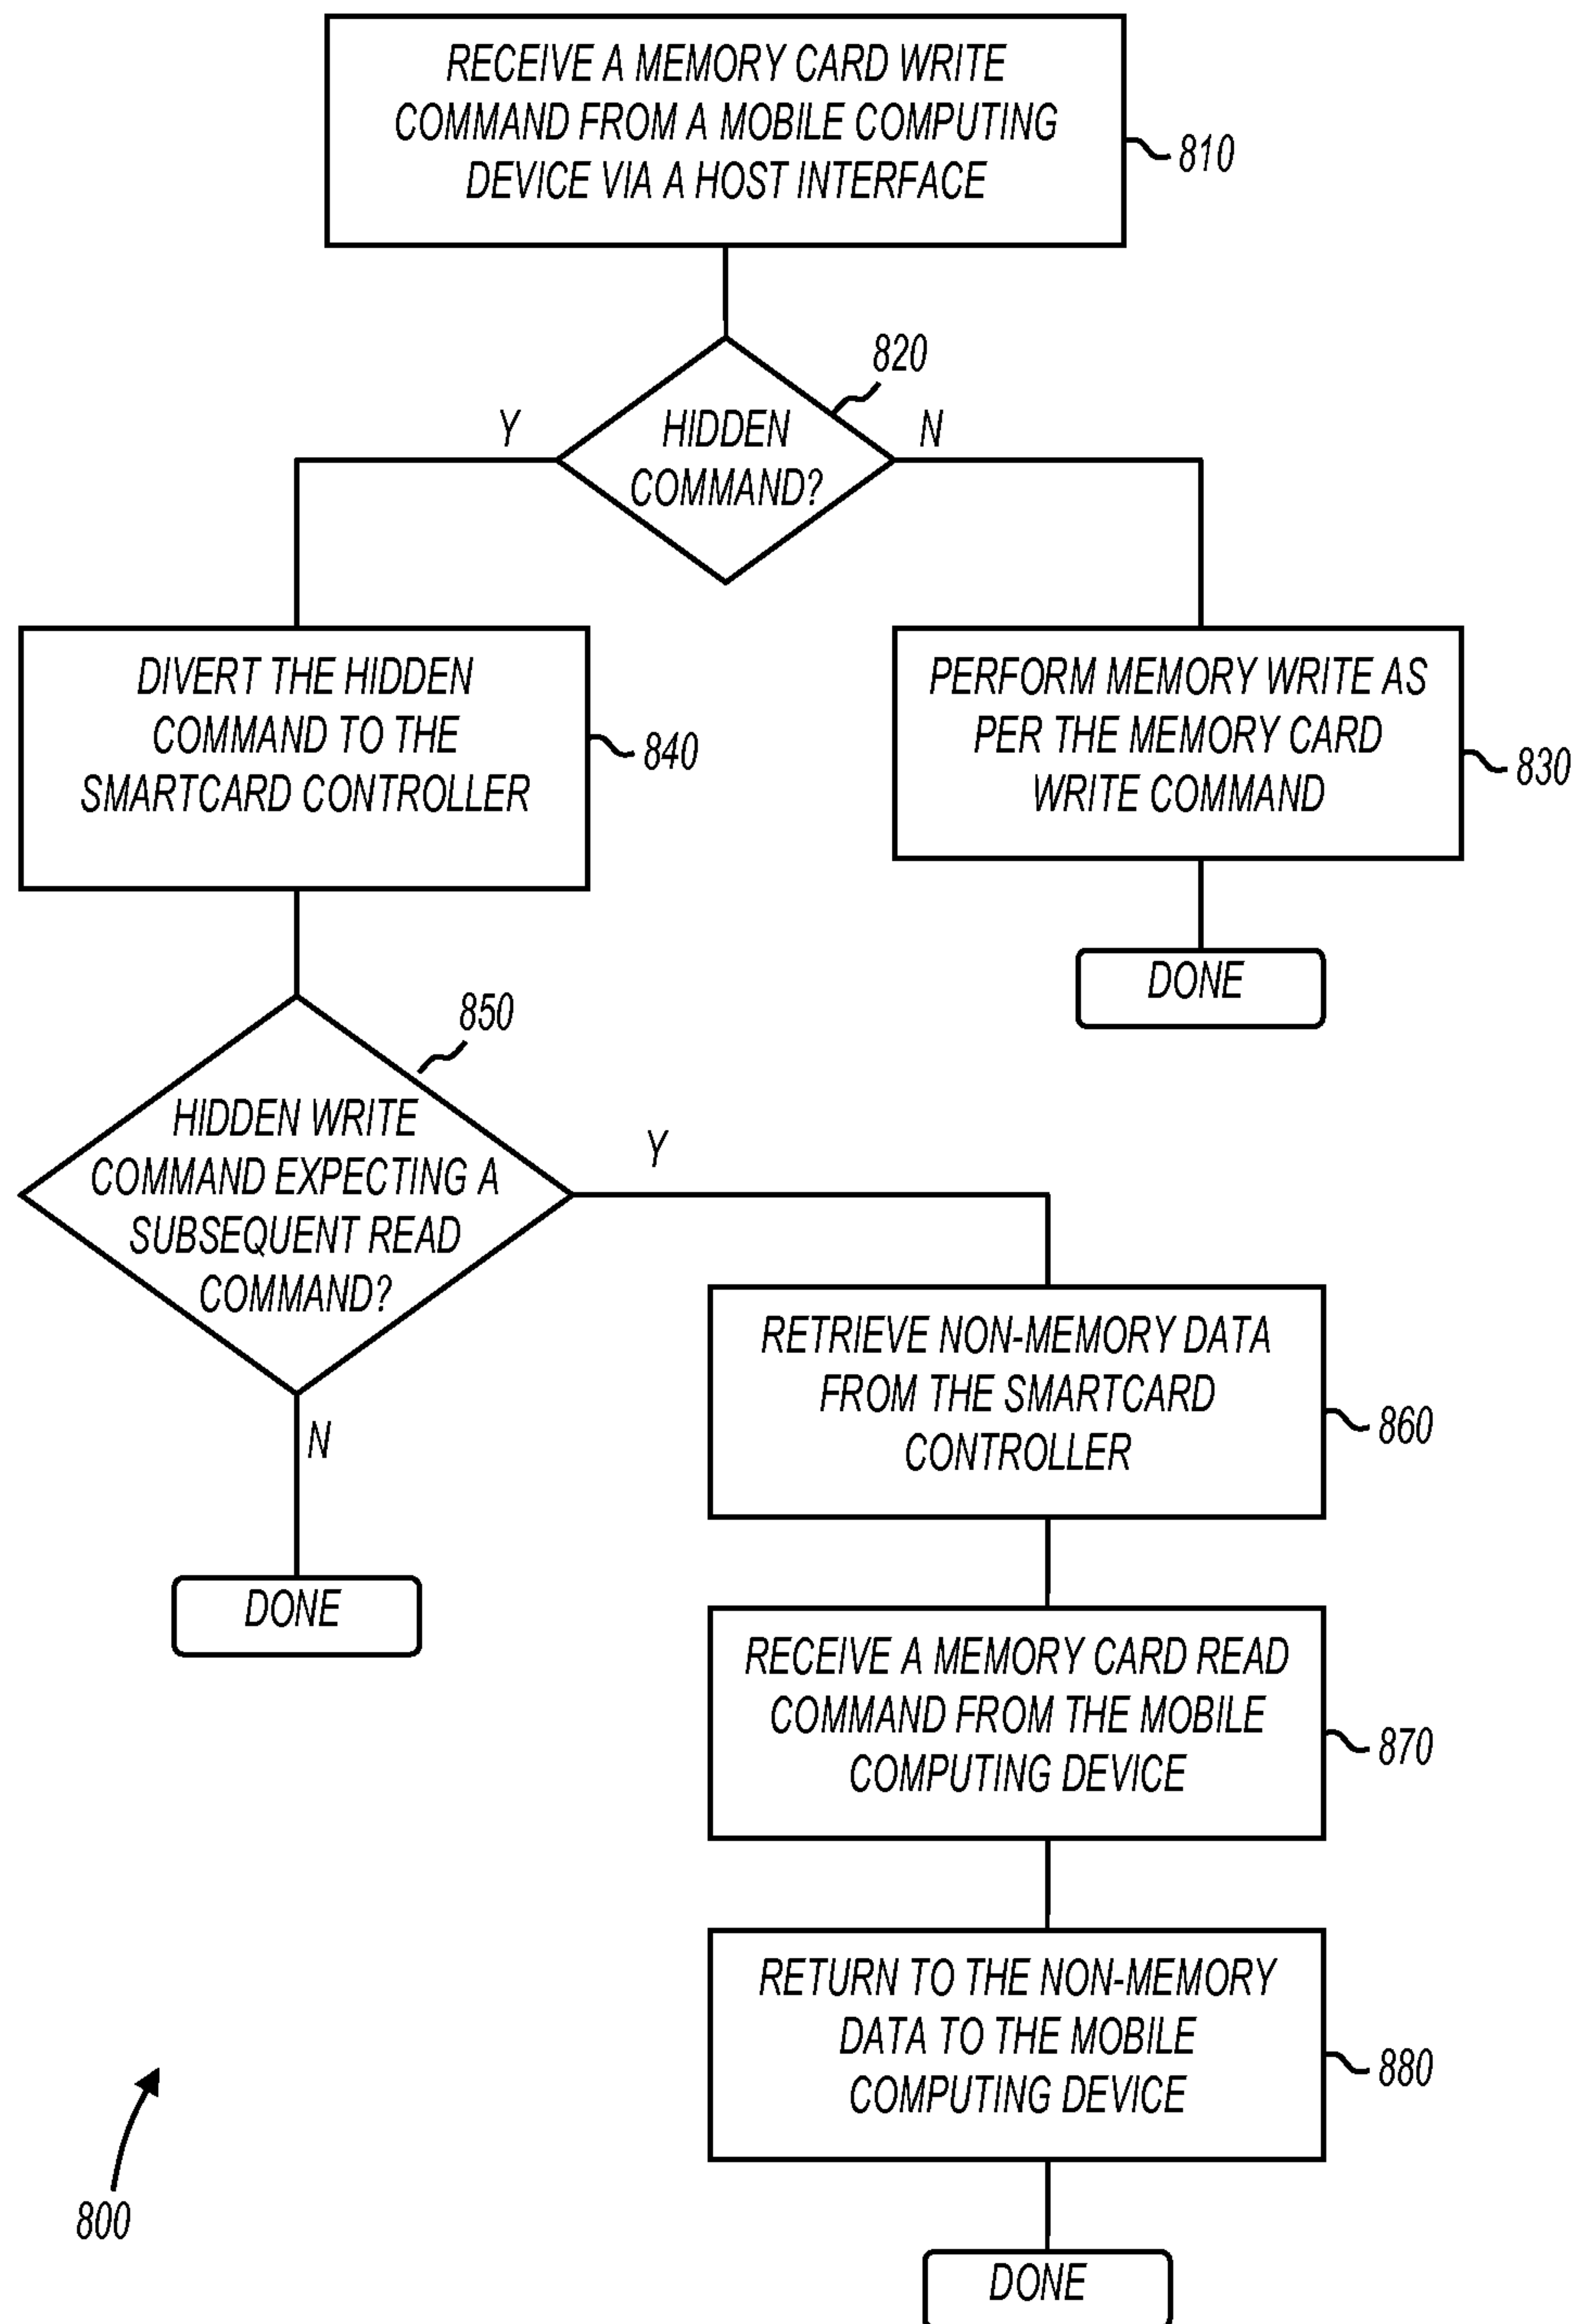 RECEIVE A MEMORY CARD WRITE
COMMAND FROM A MOBILE COMPUTING
DEVICE VIA A HOST INTERFACE
810
820
Y
HIDDEN
COMMAND?
N
DIVERT THE HIDDEN
COMMAND TO THE
SMARTCARD CONTROLLER
840
PERFORM MEMORY WRITE AS
PER THE MEMORY CARD
WRITE COMMAND
830
DONE
850
HIDDEN WRITE
COMMAND EXPECTING A
SUBSEQUENT READ
COMMAND?
Y
N
DONE
RETRIEVE NON-MEMORY DATA
FROM THE SMARTCARD
CONTROLLER
860
RECEIVE A MEMORY CARD READ
COMMAND FROM THE MOBILE
COMPUTING DEVICE
870
RETURN TO THE NON-MEMORY
DATA TO THE MOBILE
COMPUTING DEVICE
880
800
DONE